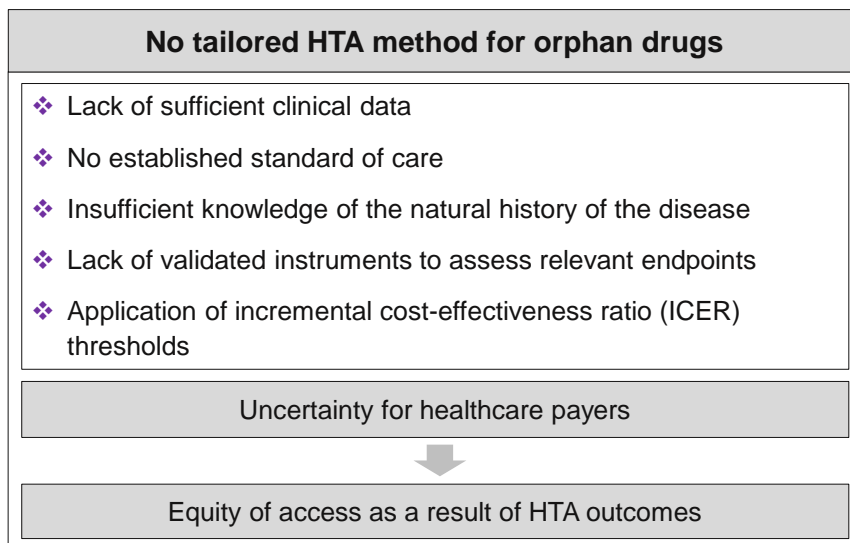 No tailored HTA method for orphan drugs
❖ Lack of sufficient clinical data
❖ No established standard of care
❖ Insufficient knowledge of the natural history of the disease
❖ Lack of validated instruments to assess relevant endpoints
❖ Application of incremental cost-effectiveness ratio (ICER)
thresholds
Uncertainty for healthcare payers
Equity of access as a result of HTA outcomes